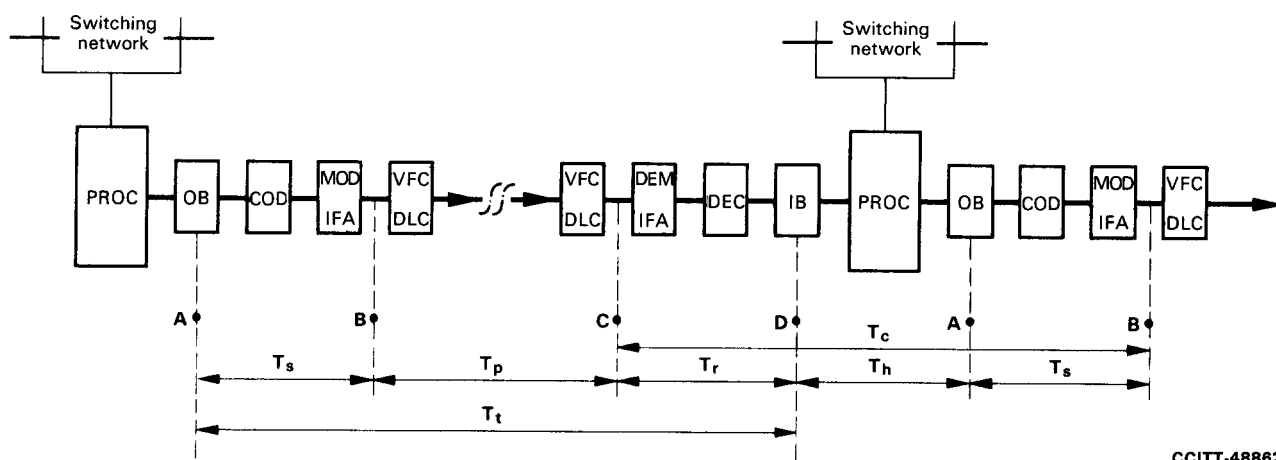 Switching
network
Switching
network
PROC
OB
COD
MOD
IFA
VFC
DLC
VFC
DLC
DEM
IFA
DEC
IB
PROC
OB
COD
MOD
IFA
VFC
DLC
A
B
C
D
A
B
Tc
Ts
Tp
Tr
Th
Ts
Tt